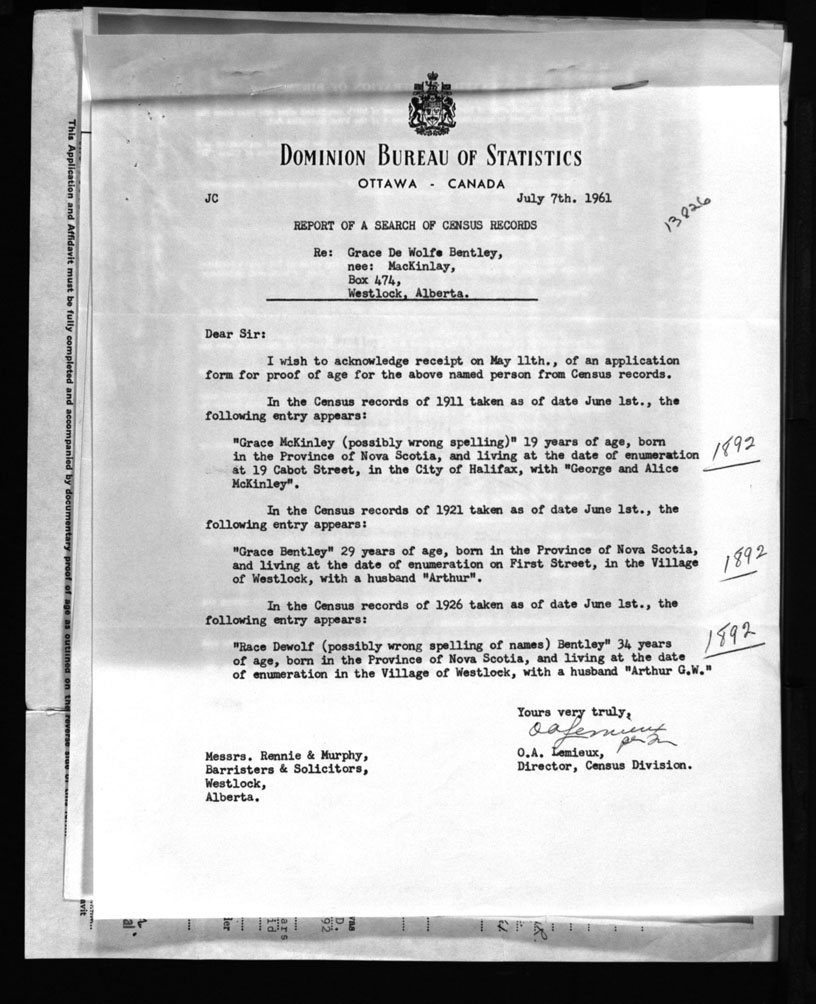 DOMINION BUREAU OF STATISTICS
OTTAWA - CANADA
JC July 7th. 1961
13826
REPORT OF A SEARCH OF CENSUS RECORDS
Re: Grace De Wolfe Bentley,
nee: MacKinlay,
Box 474,
Westlock, Alberta.
Dear Sir:
I wish to acknowledge receipt on May 11th., of an application
form for proof of age for the above named person from Census records.
In the Census records of 1911 taken as of date June 1st., the
following entry appears:
"Grace McKinley (possibly wrong spelling)" 19 years of age, born
in the Province of Nova Scotia, and living at the date of enumeration
at 19 Cabot Street, in the City of Halifax, with "George and Alice
McKinley".
1892
In the Census records of 1921 taken as of date June 1st., the
following entry appears:
"Grace Bentley" 29 years of age, born in the Province of Nova Scotia,
and living at the date of enumeration on First Street, in the Village
of Westlock, with a husband "Arthur".
1892
In the Census records of 1926 taken as of date June 1st., the
following entry appears:
"Race Dewolf (possibly wrong spelling of names) Bentley" 34 years
of age, born in the Province of Nova Scotia, and living at the date
of enumeration in the Village of Westlock, with a husband "Arthur G.W."
1892
Yours very truly,
OALemieux
per
O.A. Lemieux,
Director, Census Division.
Messrs. Rennie & Murphy,
Barristers & Solicitors,
Westlock,
Alberta.
This Application and Affidavit must be fully completed and accompanied by documentary proof of age as outlined on the reverse side of this